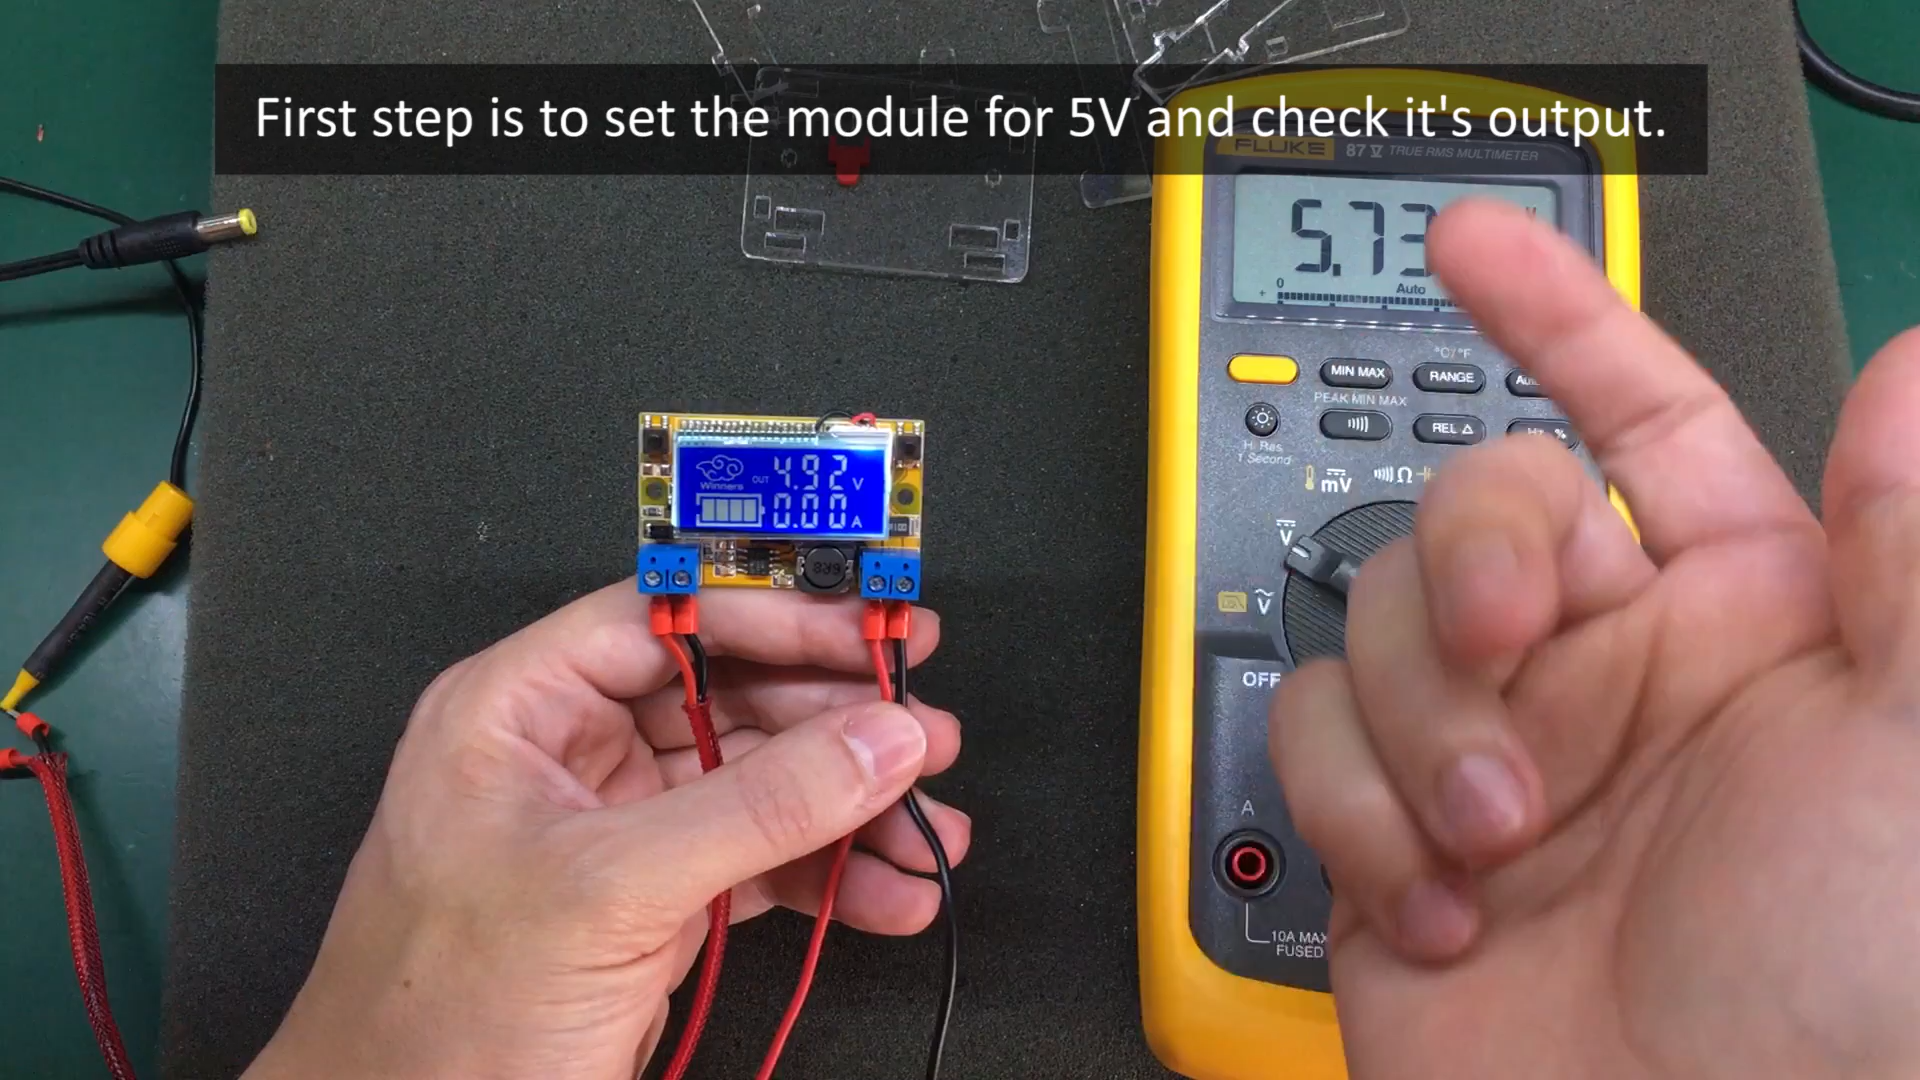 First step is to set the module for 5V and check it's output.
FLUKE 87 V TRUE RMS MULTIMETER
5.73
0
Auto
°C/°F
MIN MAX RANGE
PEAK MIN MAX
REL Δ Hz %
H. Res
1 Second
mV Ω
V
V
OFF
A
10A MAX
FUSED
Winners OUT 4.92 V
0.00 A
6R8